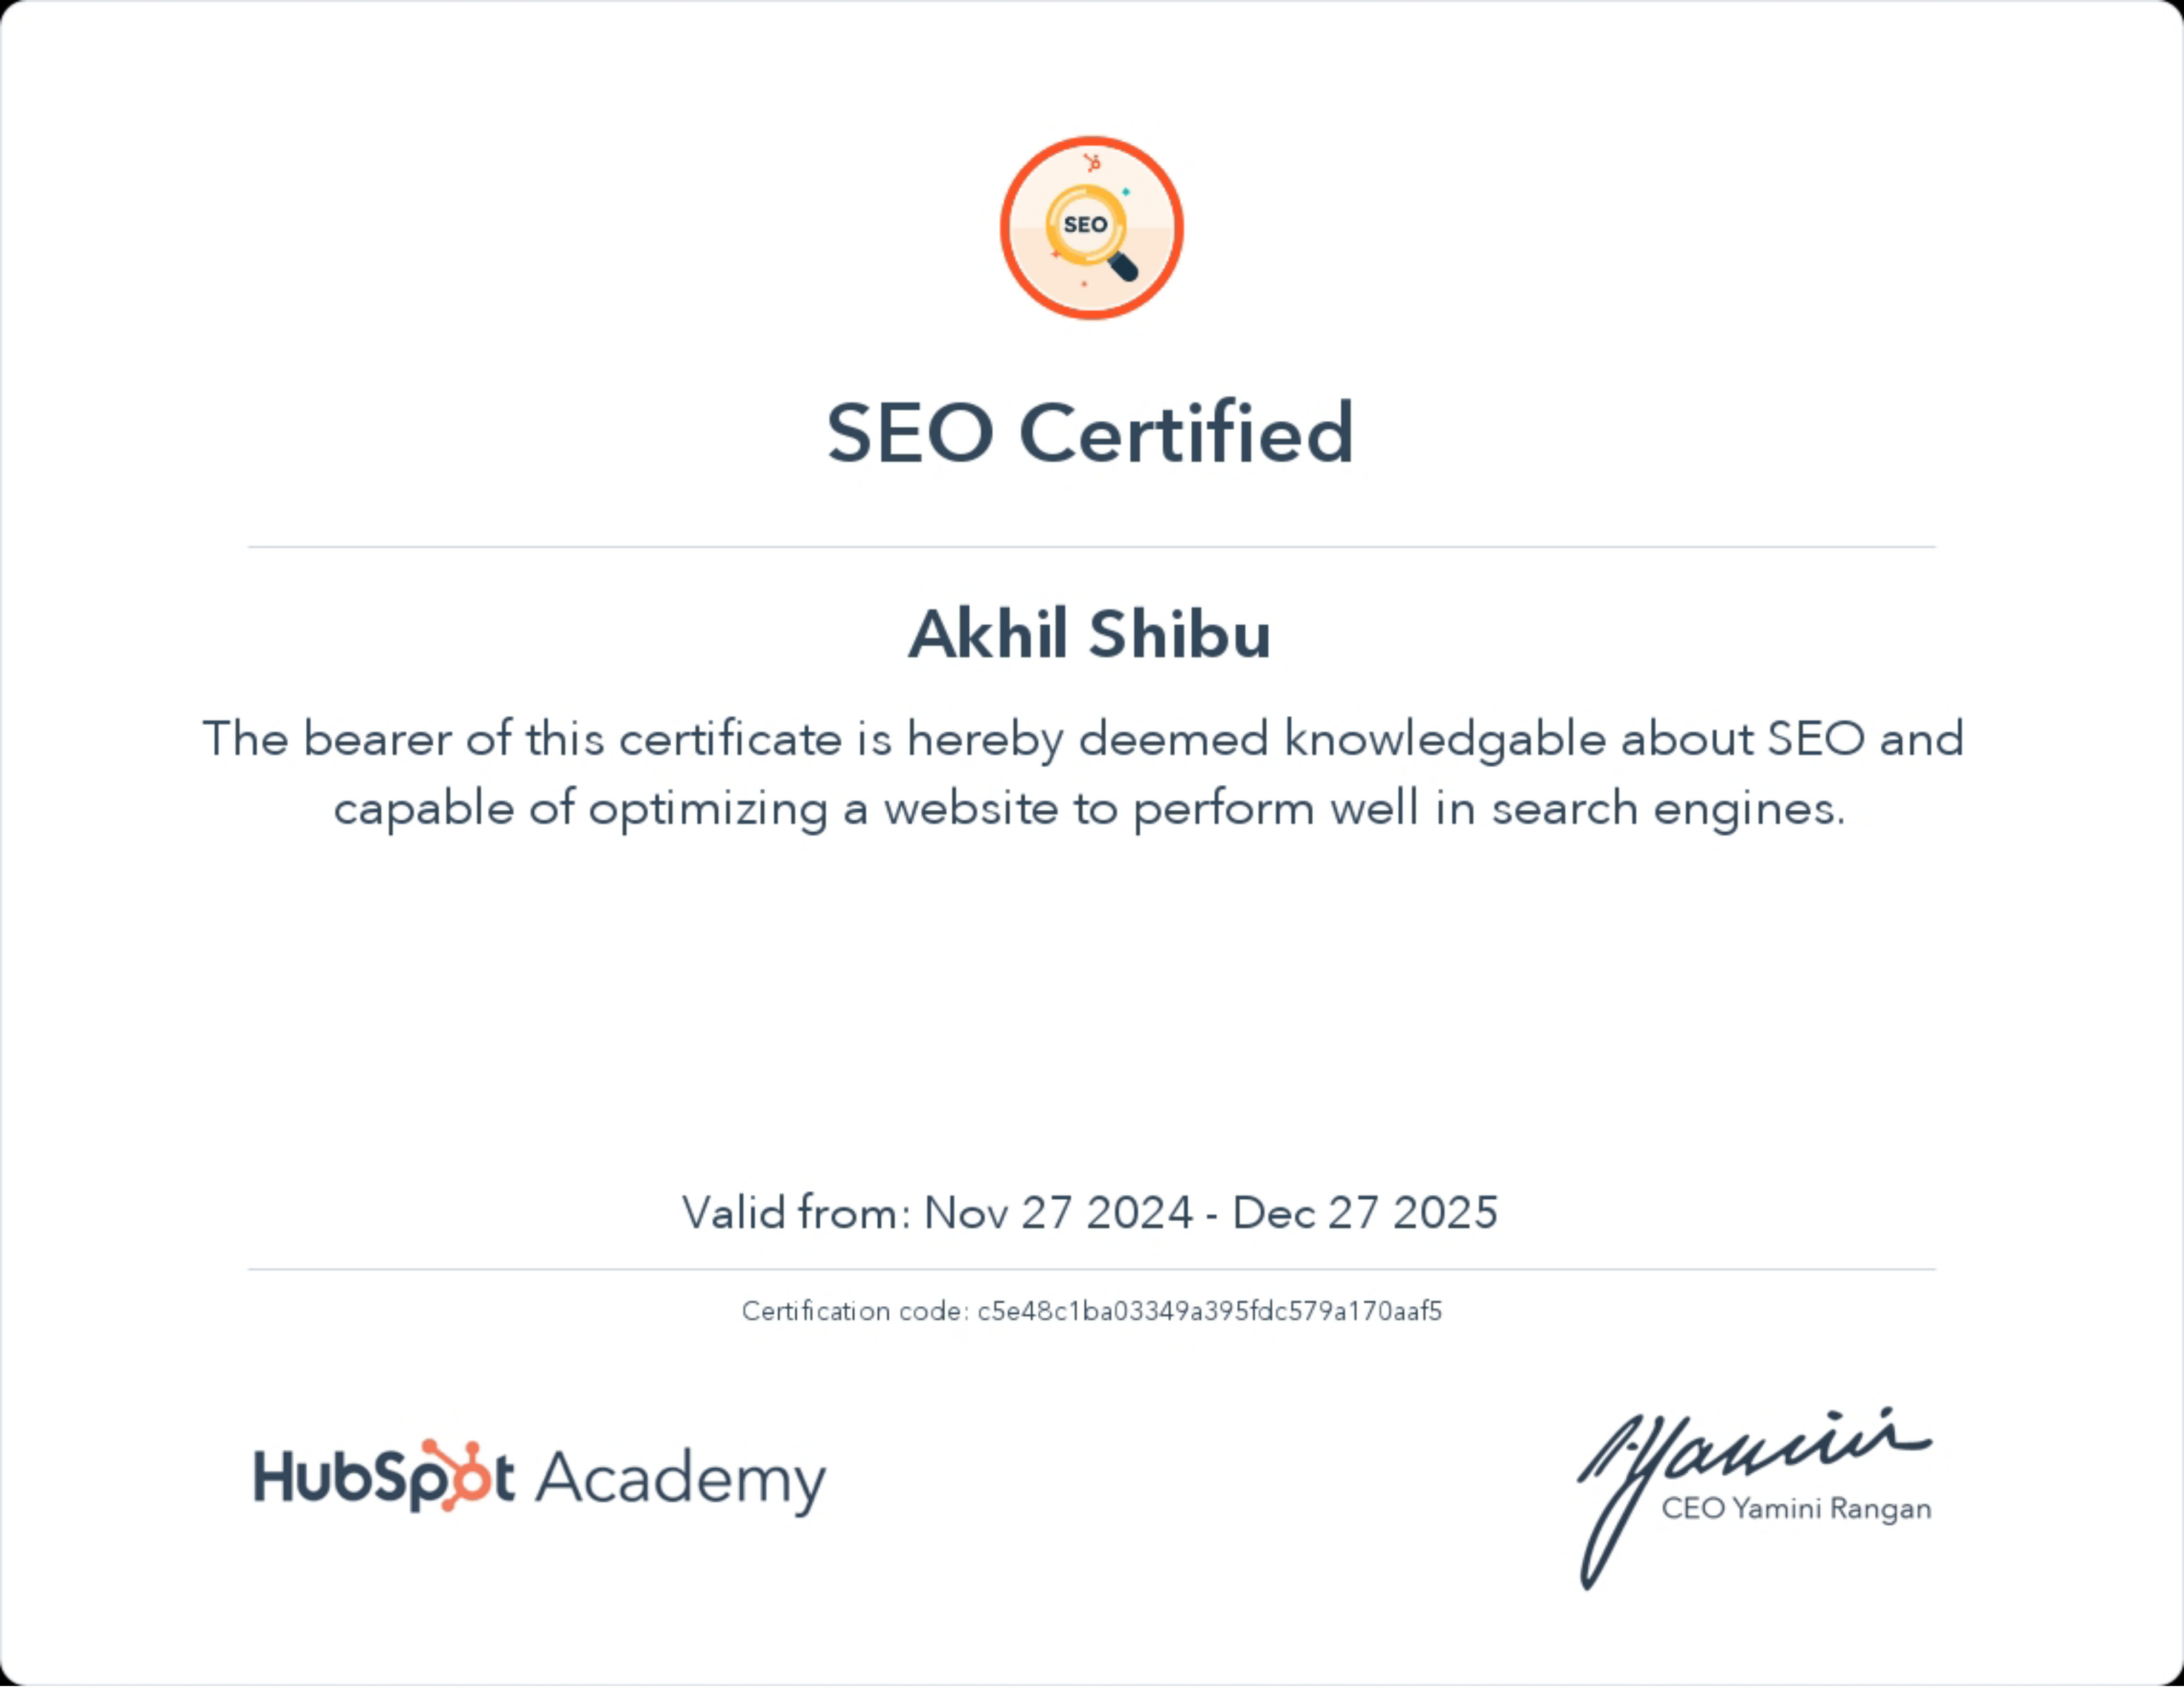 SEO
SEO Certified
Akhil Shibu
The bearer of this certificate is hereby deemed knowledgable about SEO and
capable of optimizing a website to perform well in search engines.
Valid from: Nov 27 2024 - Dec 27 2025
Certification code: c5e48c1ba03349a395fdc579a170aaf5
HubSpot Academy
Yamini
CEO Yamini Rangan